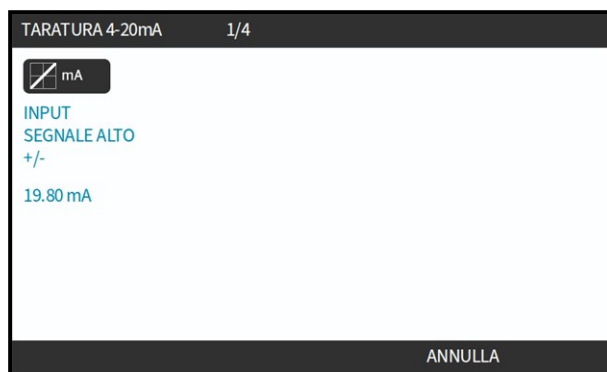 TARATURA 4-20mA 1/4
mA
INPUT
SEGNALE ALTO
+/-
19.80 mA
ANNULLA